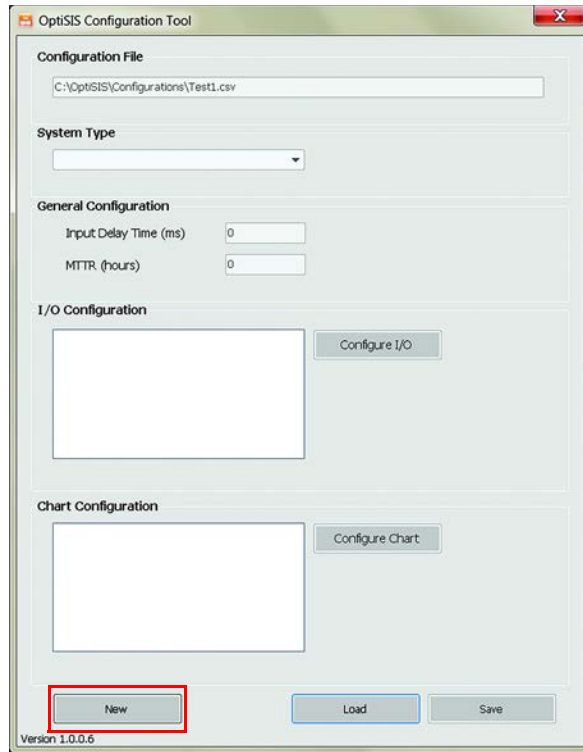 OptiSIS Configuration Tool
Configuration File
C:\OptiSIS\Configurations\Test1.csv
System Type
General Configuration
Input Delay Time (ms) 0
MTTR (hours) 0
I/O Configuration
Configure I/O
Chart Configuration
Configure Chart
New Load Save
Version 1.0.0.6